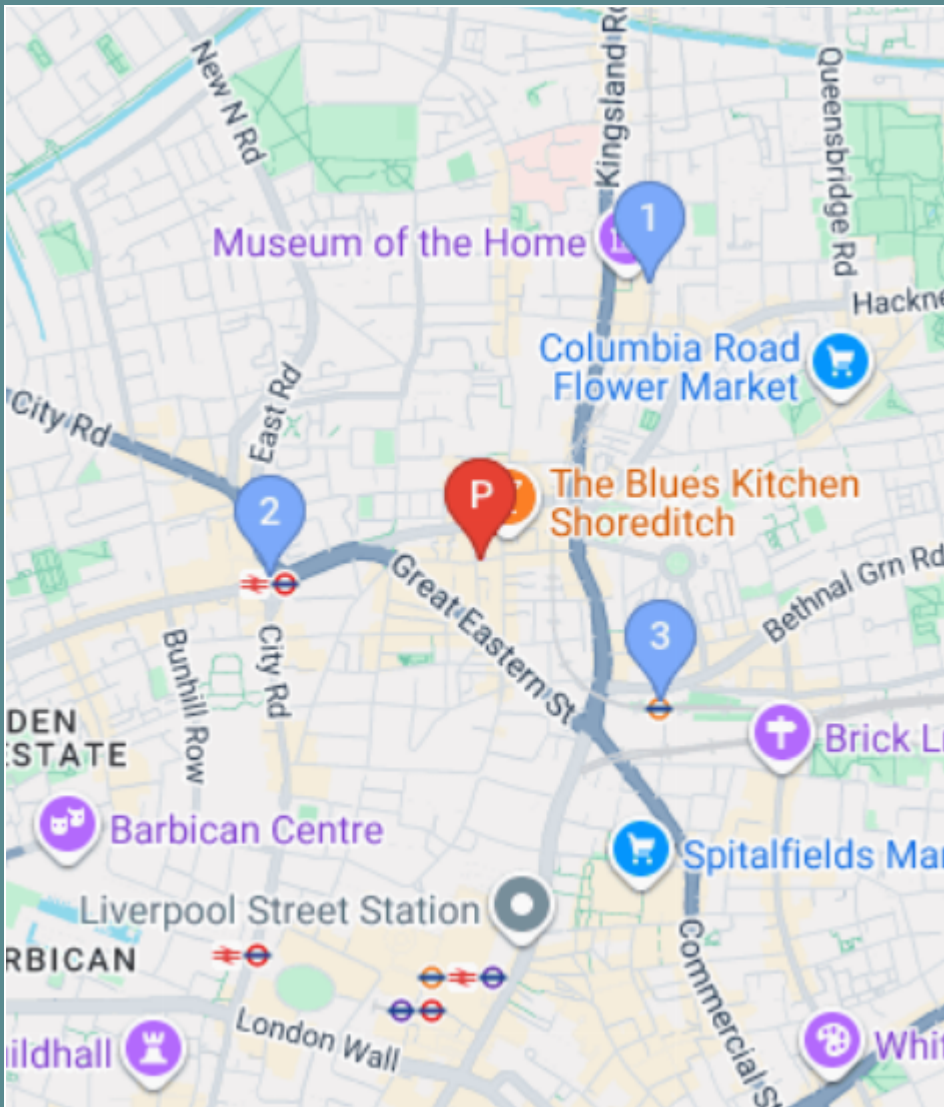 New N Rd
Kingsland R
Queensbridge Rd
1
Museum of the Home
Hackne
Columbia Road
Flower Market
City Rd
East Rd
2
P
The Blues Kitchen
Shoreditch
Great Eastern St
Bethnal Grn Rd
3
Bunhill Row
City Rd
DEN
ESTATE
Brick L
Barbican Centre
Spitalfields Mar
Liverpool Street Station
RBICAN
Commercial St
London Wall
uildhall
Whit